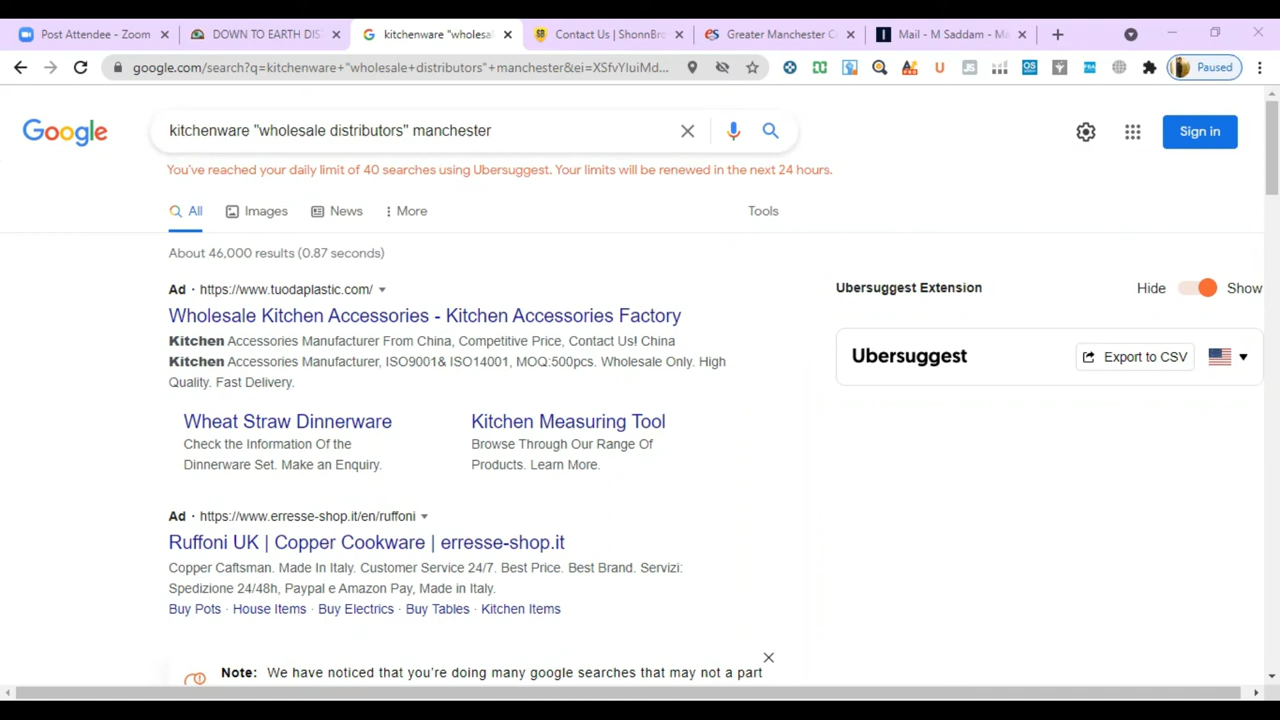 Post Attendee - Zoom
DOWN TO EARTH DIS
kitchenware "wholesa
Contact Us | ShonnBro
Greater Manchester C
Mail - M Saddam - Ma
google.com/search?q=kitchenware+"wholesale+distributors"+manchester&ei=XSfvYIuiMd...
Paused
Google
kitchenware "wholesale distributors" manchester
Sign in
You've reached your daily limit of 40 searches using Ubersuggest. Your limits will be renewed in the next 24 hours.
All
Images
News
More
Tools
About 46,000 results (0.87 seconds)
Ad · https://www.tuodaplastic.com/
Wholesale Kitchen Accessories - Kitchen Accessories Factory
Kitchen Accessories Manufacturer From China, Competitive Price, Contact Us! China
Kitchen Accessories Manufacturer, ISO9001& ISO14001, MOQ:500pcs. Wholesale Only. High
Quality. Fast Delivery.
Wheat Straw Dinnerware
Check the Information Of the
Dinnerware Set. Make an Enquiry.
Kitchen Measuring Tool
Browse Through Our Range Of
Products. Learn More.
Ad · https://www.erresse-shop.it/en/ruffoni
Ruffoni UK | Copper Cookware | erresse-shop.it
Copper Caftsman. Made In Italy. Customer Service 24/7. Best Price. Best Brand. Servizi:
Spedizione 24/48h, Paypal e Amazon Pay, Made in Italy.
Buy Pots · House Items · Buy Electrics · Buy Tables · Kitchen Items
Note: We have noticed that you're doing many google searches that may not a part
Ubersuggest Extension
Hide
Show
Ubersuggest
Export to CSV